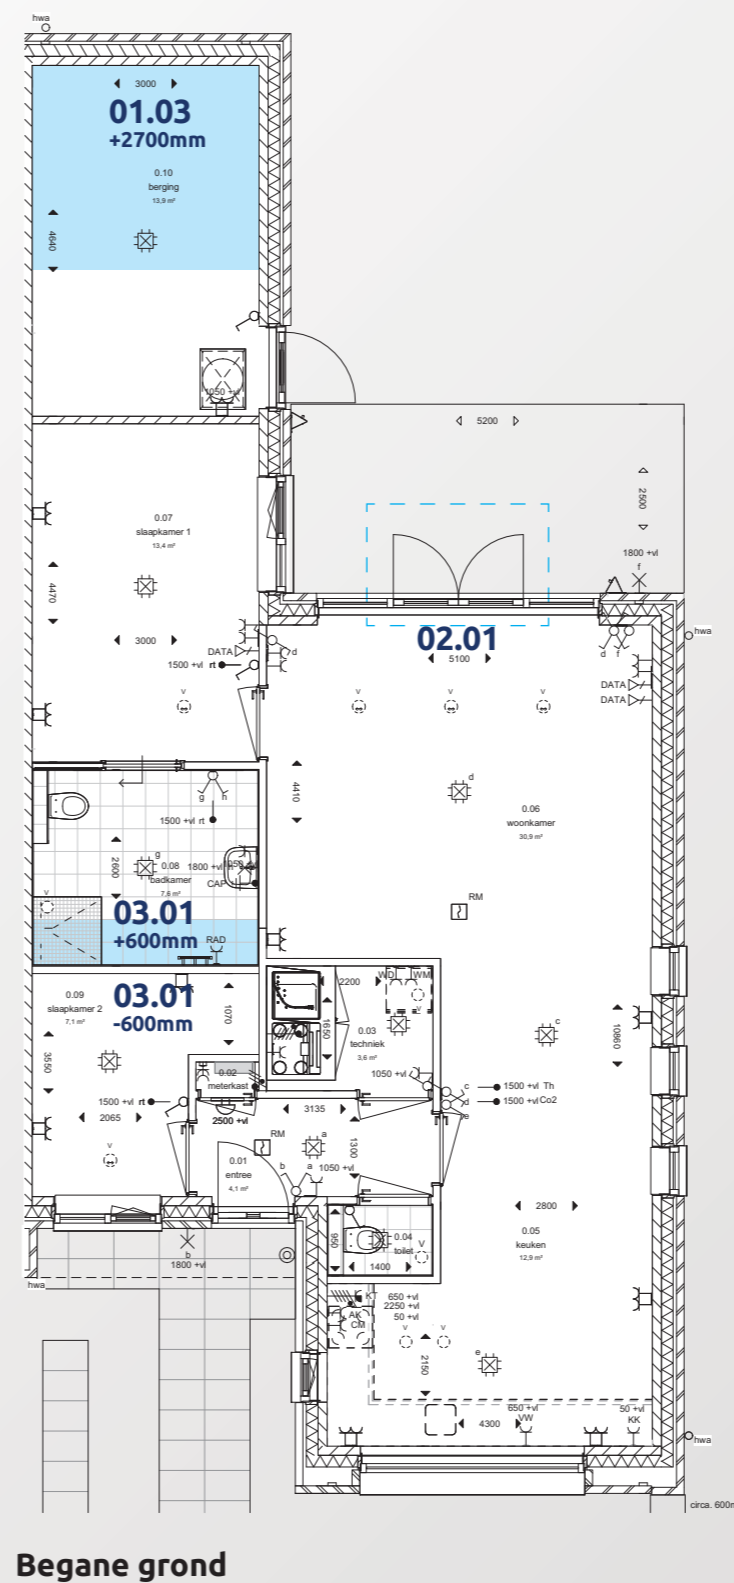 hwa
3000
01.03
+2700mm
0.10
berging
13,9 m²
4640
1050 +vl
5200
2500
1800 +vl
f
0.07
slaapkamer 1
13,4 m²
4470
3000
DATA
d
1500 +vl rt
v
02.01
5100
d
f
hwa
DATA
DATA
v
v
v
4410
d
0.06
woonkamer
30,9 m²
g
h
1500 +vl rt
2600
g
0.08
badkamer
7,6 m²
1800 +vl
1050 +vl
CAP
v
RM
03.01
+600mm
RAD
03.01
-600mm
0.09
slaapkamer 2
7,1 m²
1070
2200
WD
WM
v
1650
0.03
techniek
3,6 m²
c
10860
3550
0.02
meterkast
1050 +vl
c
1500 +vl Th
d
1500 +vl Co2
e
1500 +vl rt
2065
v
2500 +vl
3135
RM
a
1300
0.01
entree
4,1 m²
b
a
1050 +vl
2800
0.05
keuken
12,9 m²
950
0.04
toilet
V
1400
b
1800 +vl
hwa
KT
650 +vl
2250 +vl
50 +vl
AK
CM
v
v
2150
e
650 +vl
VW
4300
50 +vl
KK
hwa
circa. 600m
Begane grond